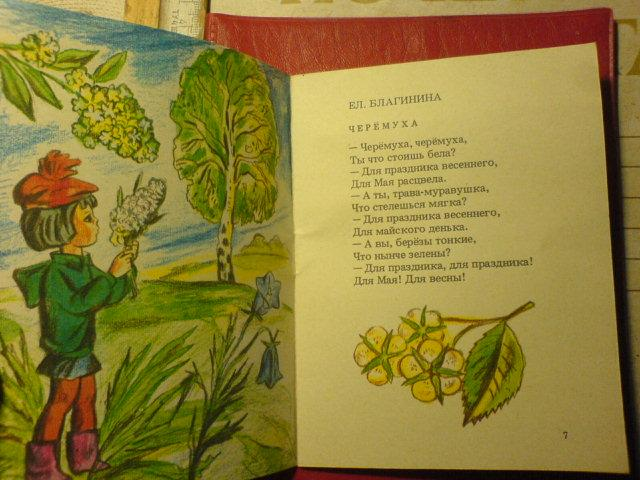 ЕЛ. БЛАГИНИНА
ЧЕРЁМУХА
— Черёмуха, черёмуха,
Ты что стоишь бела?
— Для праздника весеннего,
Для Мая расцвела.
— А ты, трава-муравушка,
Что стелешься мягка?
— Для праздника весеннего,
Для майского денька.
— А вы, берёзы тонкие,
Что нынче зелены?
— Для праздника, для праздника!
Для Мая! Для весны!
7